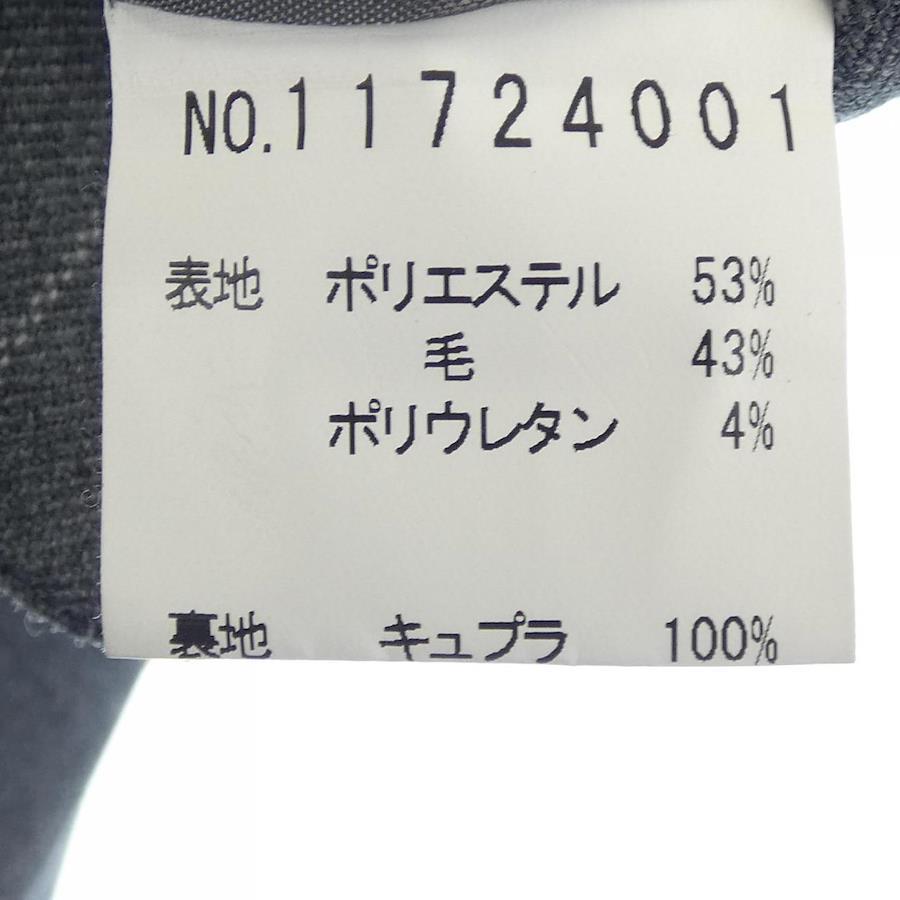 NO.11724001
表地 ポリエステル 53%
毛 43%
ポリウレタン 4%
裏地 キュプラ 100%